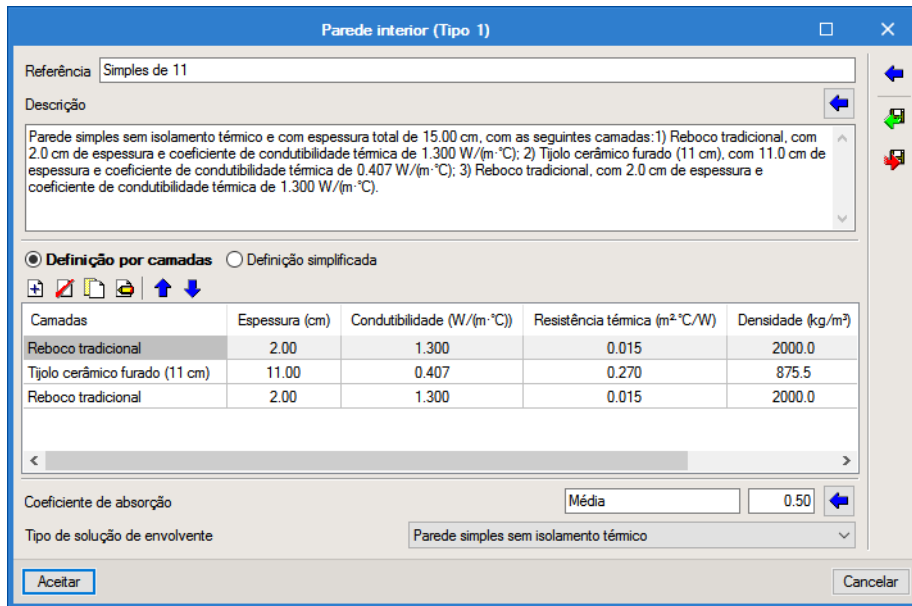 Parede interior (Tipo 1)
Referência Simples de 11
Descrição
Parede simples sem isolamento térmico e com espessura total de 15.00 cm, com as seguintes camadas:1) Reboco tradicional, com
2.0 cm de espessura e coeficiente de condutibilidade térmica de 1.300 W/(m·°C); 2) Tijolo cerâmico furado (11 cm), com 11.0 cm de
espessura e coeficiente de condutibilidade térmica de 0.407 W/(m·°C); 3) Reboco tradicional, com 2.0 cm de espessura e
coeficiente de condutibilidade térmica de 1.300 W/(m·°C).
Definição por camadas Definição simplificada
Camadas Espessura (cm) Condutibilidade (W/(m·°C)) Resistência térmica (m²·°C/W) Densidade (kg/m³)
Reboco tradicional 2.00 1.300 0.015 2000.0
Tijolo cerâmico furado (11 cm) 11.00 0.407 0.270 875.5
Reboco tradicional 2.00 1.300 0.015 2000.0
Coeficiente de absorção Média 0.50
Tipo de solução de envolvente Parede simples sem isolamento térmico
Aceitar Cancelar